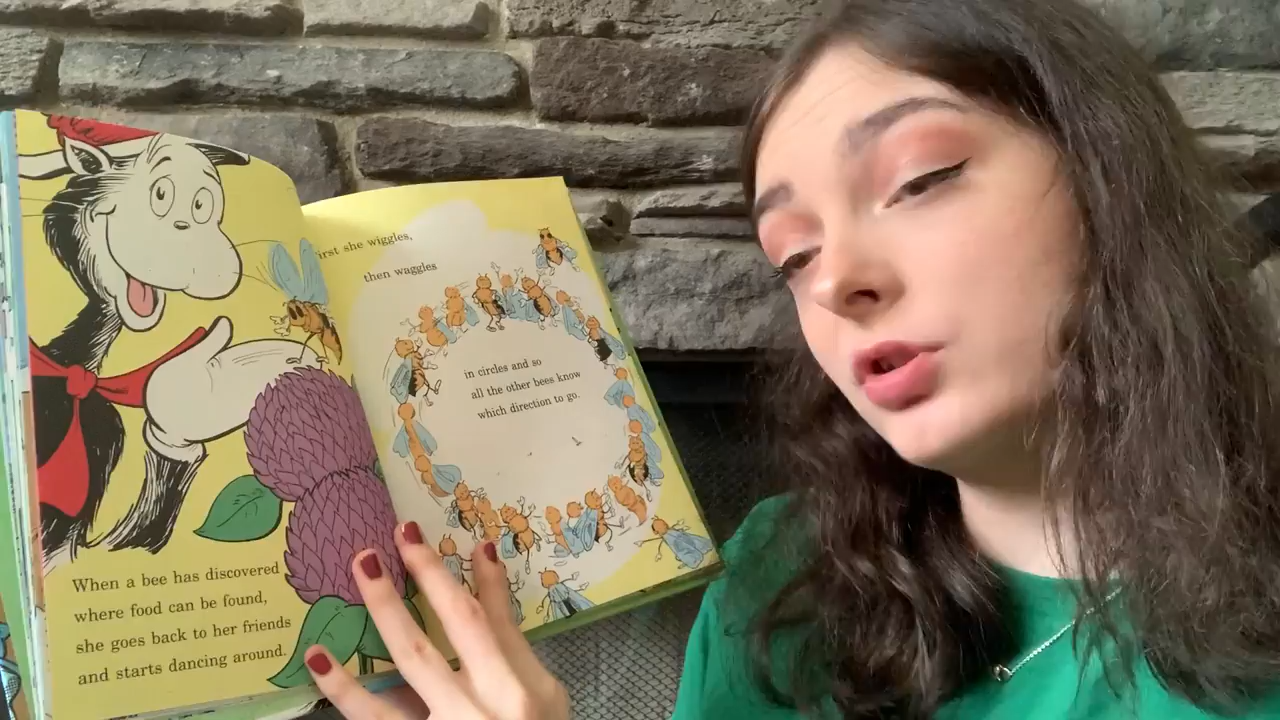 When a bee has discovered
where food can be found,
she goes back to her friends
and starts dancing around.
irst she wiggles,
then waggles
in circles and so
all the other bees know
which direction to go.